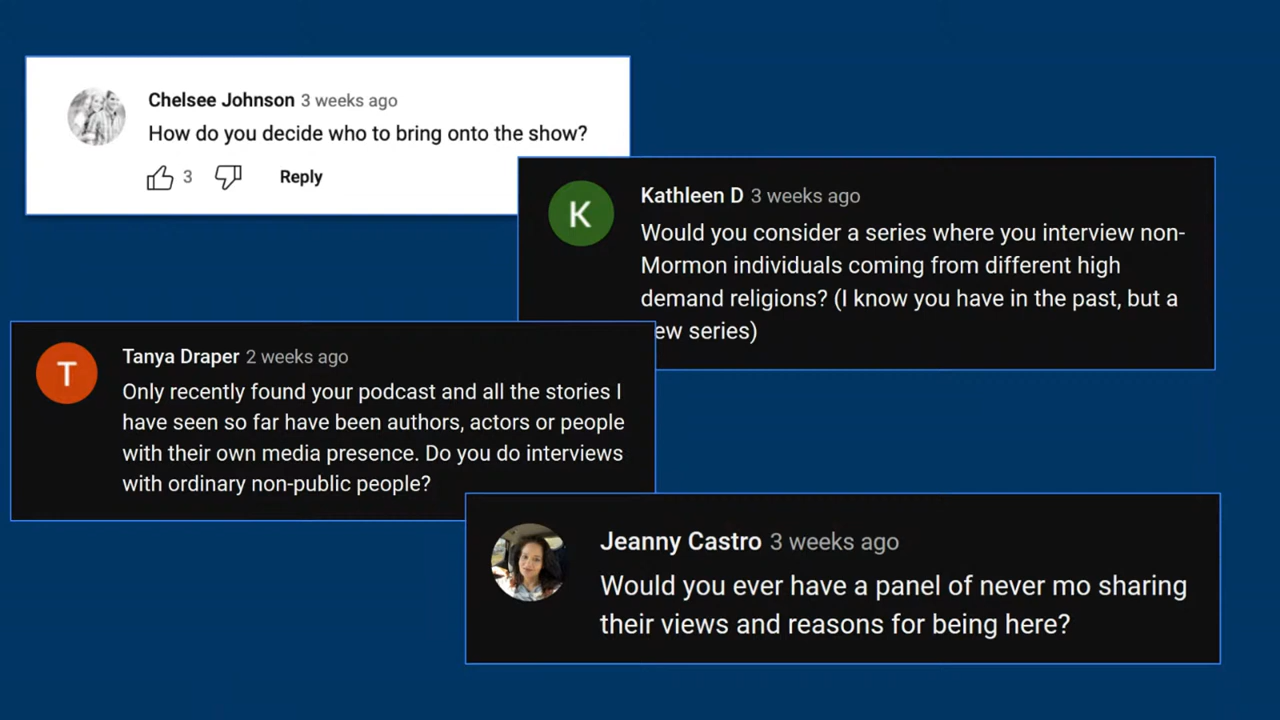 Chelsee Johnson 3 weeks ago
How do you decide who to bring onto the show?
3 Reply
K
Kathleen D 3 weeks ago
Would you consider a series where you interview non-
Mormon individuals coming from different high
demand religions? (I know you have in the past, but a
ew series)
T
Tanya Draper 2 weeks ago
Only recently found your podcast and all the stories I
have seen so far have been authors, actors or people
with their own media presence. Do you do interviews
with ordinary non-public people?
Jeanny Castro 3 weeks ago
Would you ever have a panel of never mo sharing
their views and reasons for being here?